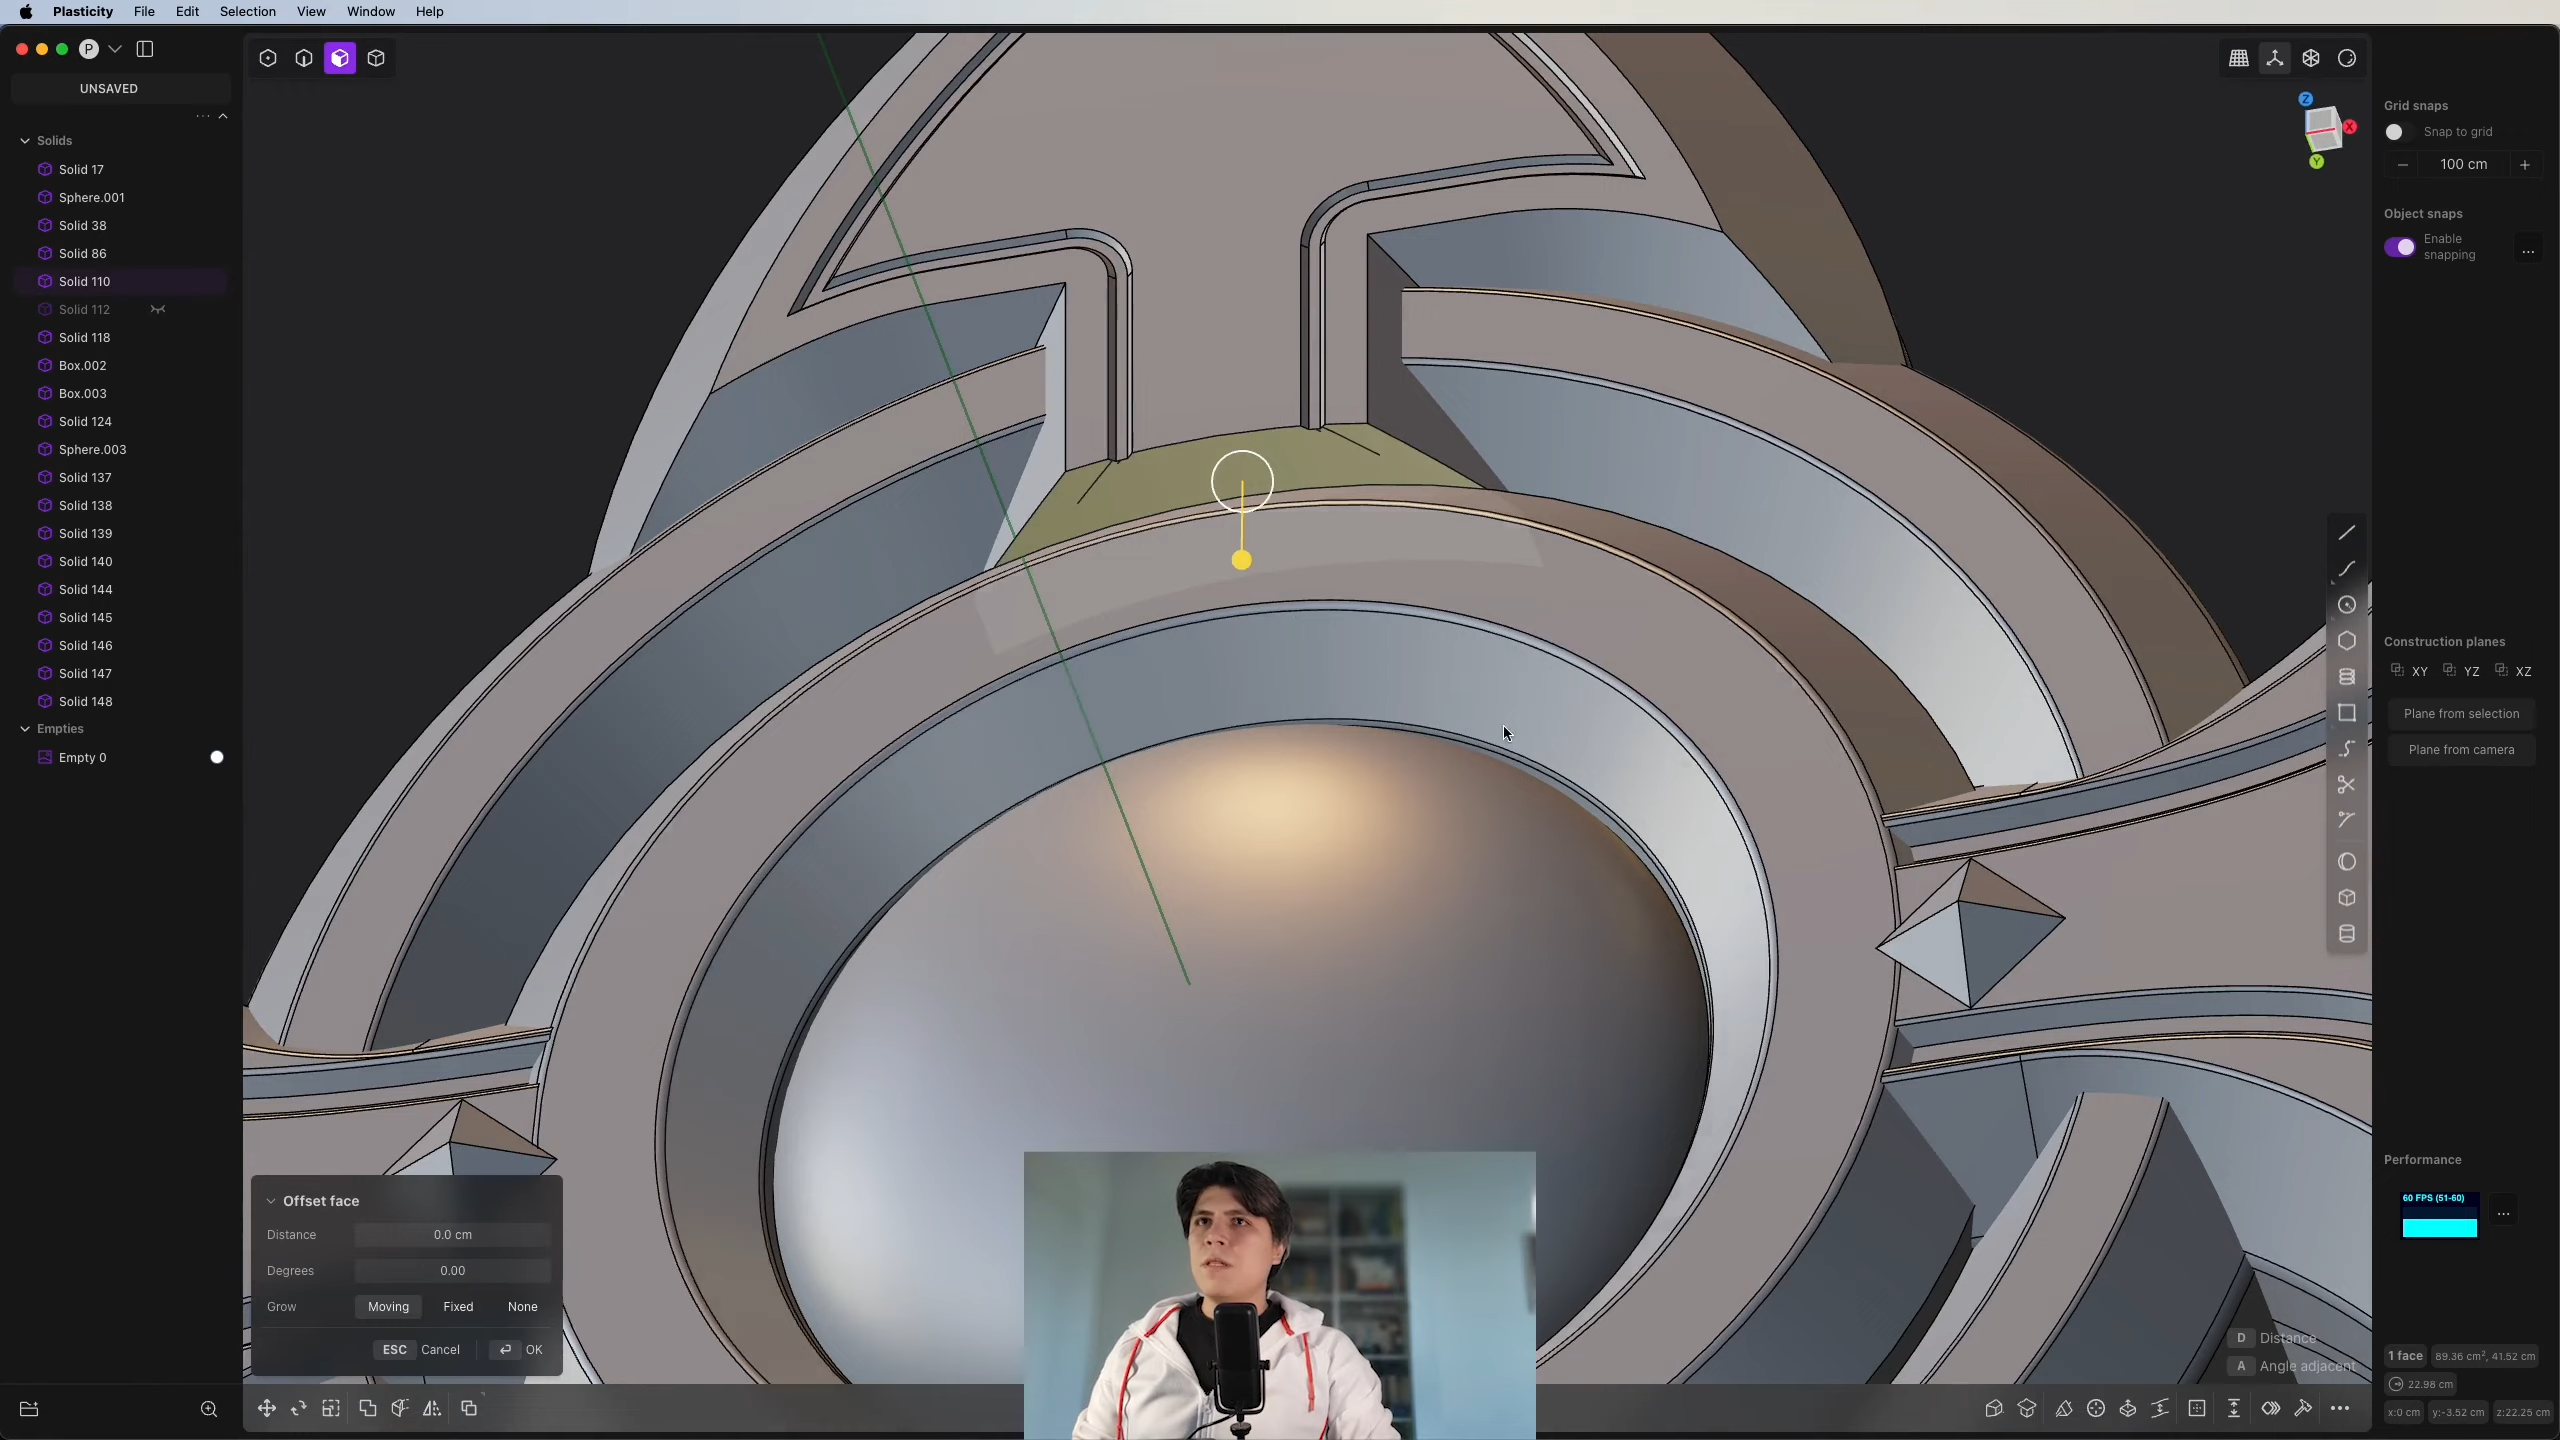 Plasticity File Edit Selection View Window Help
P
UNSAVED
Solids
Solid 17
Sphere.001
Solid 38
Solid 86
Solid 110
Solid 112
Solid 118
Box.002
Box.003
Solid 124
Sphere.003
Solid 137
Solid 138
Solid 139
Solid 140
Solid 144
Solid 145
Solid 146
Solid 147
Solid 148
Empties
Empty 0
Z
X
Y
Grid snaps
Snap to grid
100 cm
Object snaps
Enable
snapping
Construction planes
XY YZ XZ
Plane from selection
Plane from camera
Performance
60 FPS (51-60)
Offset face
Distance 0.0 cm
Degrees 0.00
Grow Moving Fixed None
ESC Cancel OK
D Distance
A Angle adjacent
1 face 89.36 cm², 41.52 cm
22.98 cm
x:0 cm y:-3.52 cm z:22.25 cm